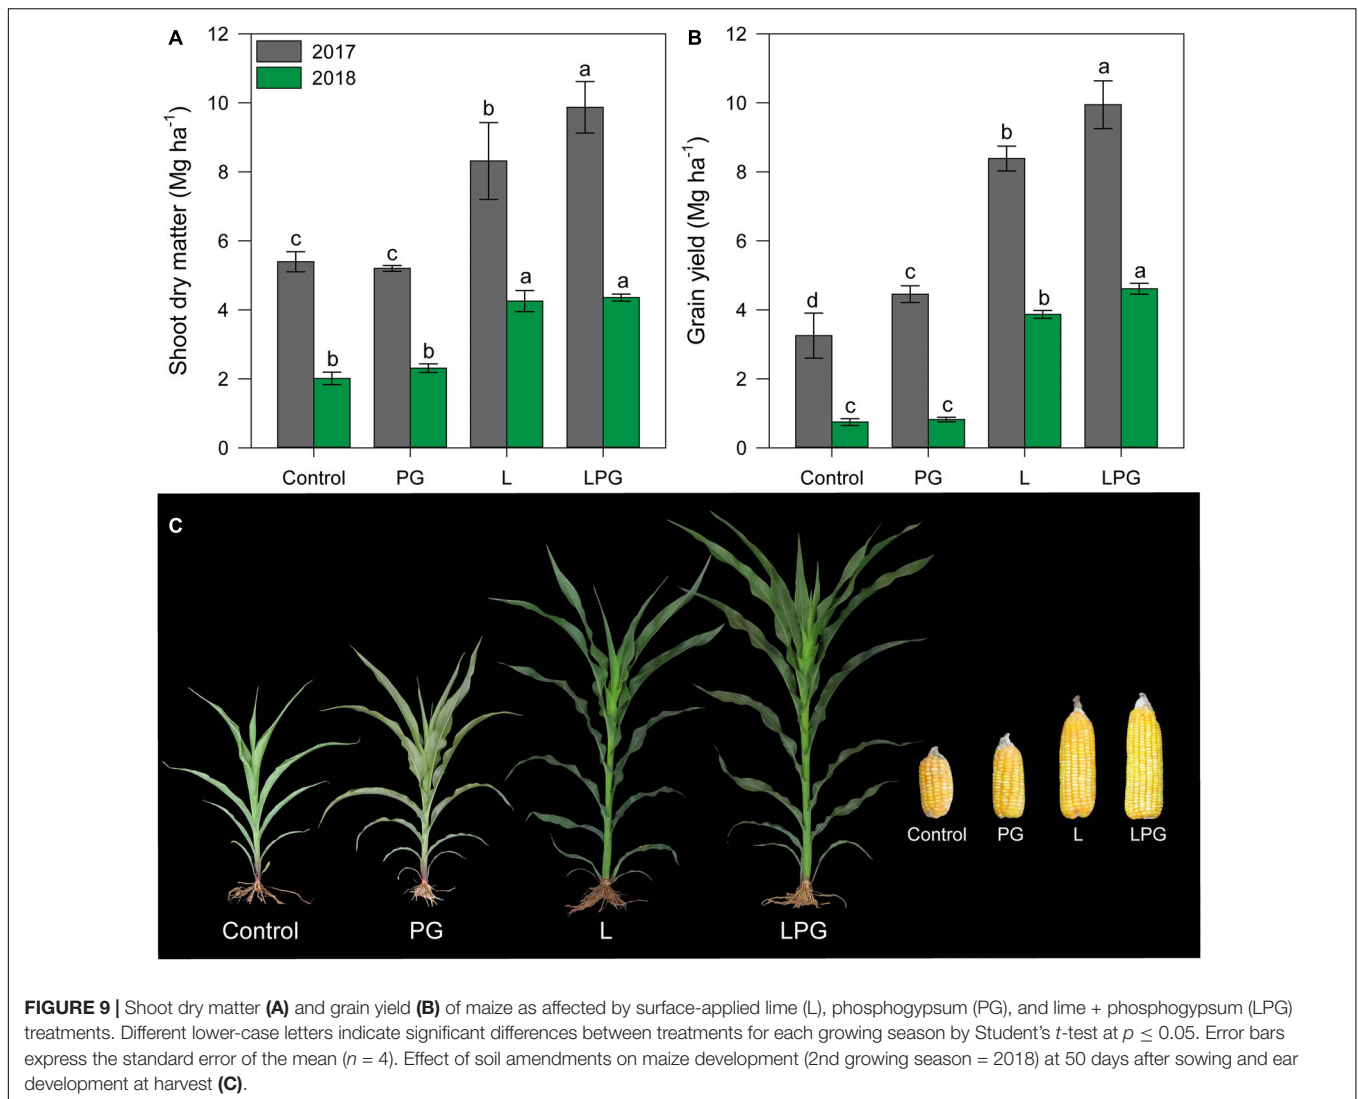 A
2017
2018
Shoot dry matter (Mg ha⁻¹)
12
10
8
6
4
2
0
c
b
c
b
b
a
a
a
Control PG L LPG
B
Grain yield (Mg ha⁻¹)
12
10
8
6
4
2
0
d
c
c
c
b
b
a
a
Control PG L LPG
C
Control PG L LPG
Control PG L LPG
FIGURE 9 | Shoot dry matter (A) and grain yield (B) of maize as affected by surface-applied lime (L), phosphogypsum (PG), and lime + phosphogypsum (LPG)
treatments. Different lower-case letters indicate significant differences between treatments for each growing season by Student's t-test at p ≤ 0.05. Error bars
express the standard error of the mean (n = 4). Effect of soil amendments on maize development (2nd growing season = 2018) at 50 days after sowing and ear
development at harvest (C).